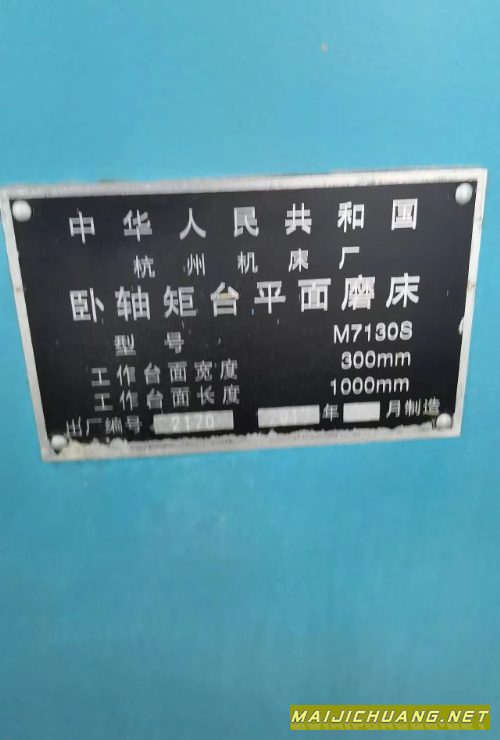 中华人民共和国
杭州机床厂
卧轴矩台平面磨床
型号 M7130S
工作台面宽度 300mm
工作台面长度 1000mm
出厂编号 2170 年 月制造
MAIJICHUANG.NET